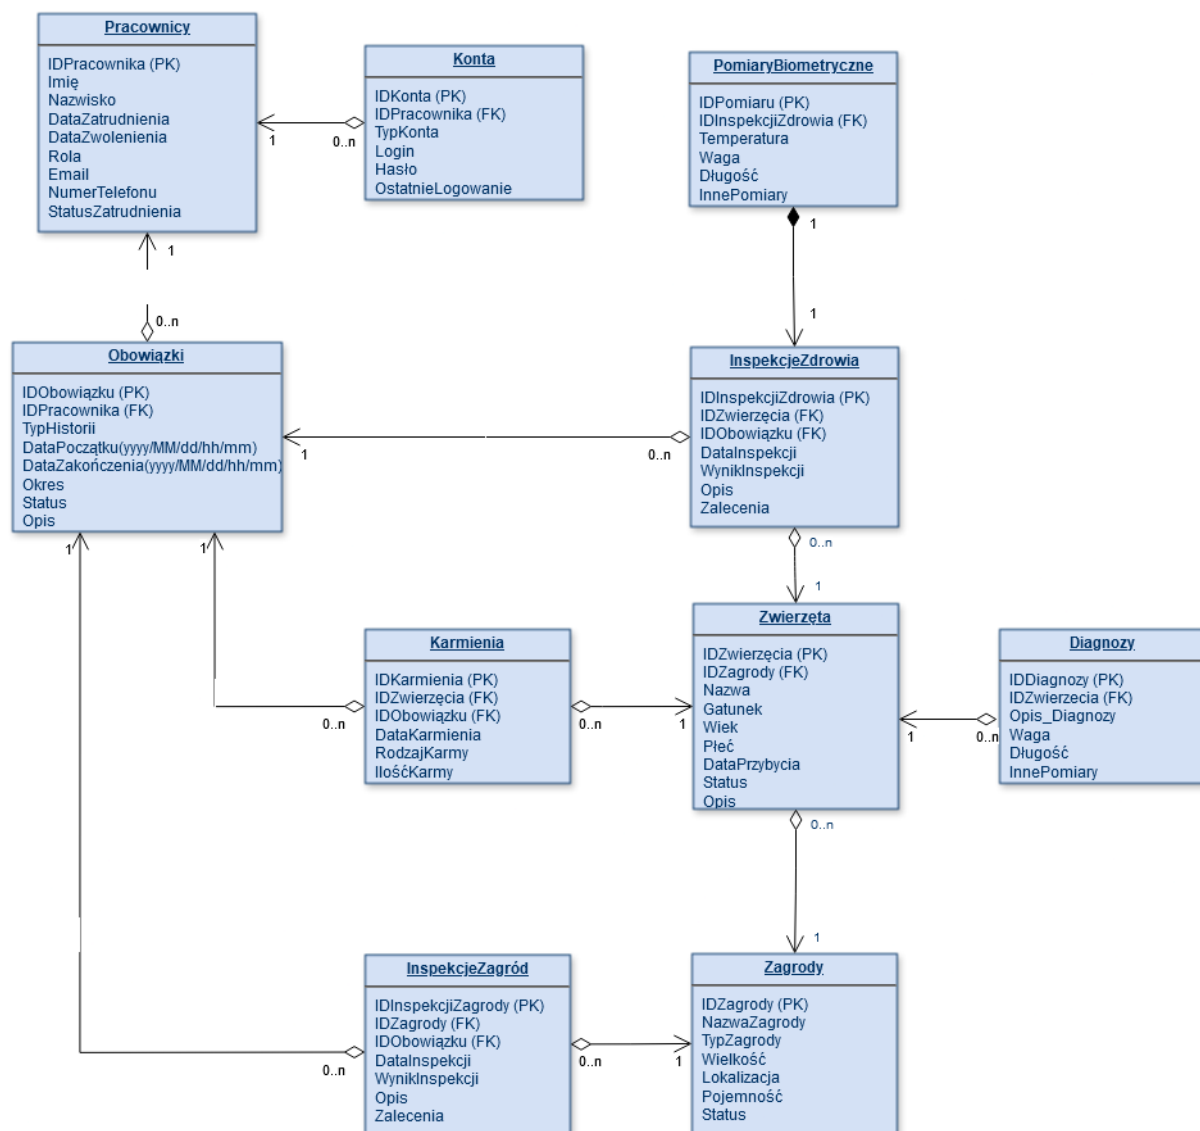 Pracownicy
IDPracownika (PK)
Imię
Nazwisko
DataZatrudnienia
DataZwolenienia
Rola
Email
NumerTelefonu
StatusZatrudnienia
1
0..n
Konta
IDKonta (PK)
IDPracownika (FK)
TypKonta
Login
Hasło
OstatnieLogowanie
PomiaryBiometryczne
IDPomiaru (PK)
IDInspekcjiZdrowia (FK)
Temperatura
Waga
Długość
InnePomiary
1
1
1
0..n
Obowiązki
IDObowiązku (PK)
IDPracownika (FK)
TypHistorii
DataPoczątku(yyyy/MM/dd/hh/mm)
DataZakończenia(yyyy/MM/dd/hh/mm)
Okres
Status
Opis
1
0..n
InspekcjeZdrowia
IDInspekcjiZdrowia (PK)
IDZwierzęcia (FK)
IDObowiązku (FK)
DataInspekcji
WynikInspekcji
Opis
Zalecenia
0..n
1
1
1
Karmienia
IDKarmienia (PK)
IDZwierzęcia (FK)
IDObowiązku (FK)
DataKarmienia
RodzajKarmy
IlośćKarmy
0..n
0..n
1
Zwierzęta
IDZwierzęcia (PK)
IDZagrody (FK)
Nazwa
Gatunek
Wiek
Płeć
DataPrzybycia
Status
Opis
1
0..n
Diagnozy
IDDiagnozy (PK)
IDZwierzecia (FK)
Opis_Diagnozy
Waga
Długość
InnePomiary
0..n
1
InspekcjeZagród
IDInspekcjiZagrody (PK)
IDZagrody (FK)
IDObowiązku (FK)
DataInspekcji
WynikInspekcji
Opis
Zalecenia
0..n
0..n
1
Zagrody
IDZagrody (PK)
NazwaZagrody
TypZagrody
Wielkość
Lokalizacja
Pojemność
Status